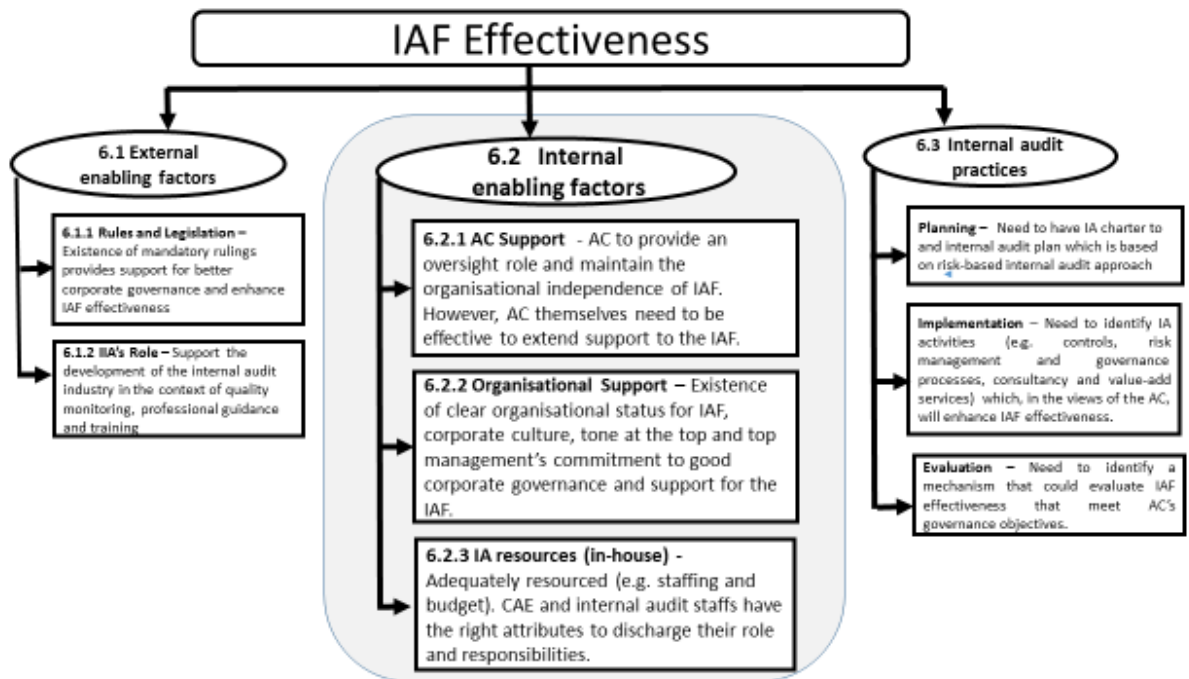 IAF Effectiveness
6.1 External
enabling factors
6.1.1 Rules and Legislation –
Existence of mandatory rulings
provides support for better
corporate governance and enhance
IAF effectiveness
6.1.2 IIA's Role – Support the
development of the internal audit
industry in the context of quality
monitoring, professional guidance
and training
6.2 Internal
enabling factors
6.2.1 AC Support - AC to provide an
oversight role and maintain the
organisational independence of IAF.
However, AC themselves need to be
effective to extend support to the IAF.
6.2.2 Organisational Support – Existence
of clear organisational status for IAF,
corporate culture, tone at the top and top
management's commitment to good
corporate governance and support for the
IAF.
6.2.3 IA resources (in-house) -
Adequately resourced (e.g. staffing and
budget). CAE and internal audit staffs have
the right attributes to discharge their role
and responsibilities.
6.3 Internal audit
practices
Planning – Need to have IA charter to
and internal audit plan which is based
on risk-based internal audit approach
Implementation – Need to identify IA
activities (e.g. controls, risk
management and governance
processes, consultancy and value-add
services) which, in the views of the AC,
will enhance IAF effectiveness.
Evaluation – Need to identify a
mechanism that could evaluate IAF
effectiveness that meet AC's
governance objectives.